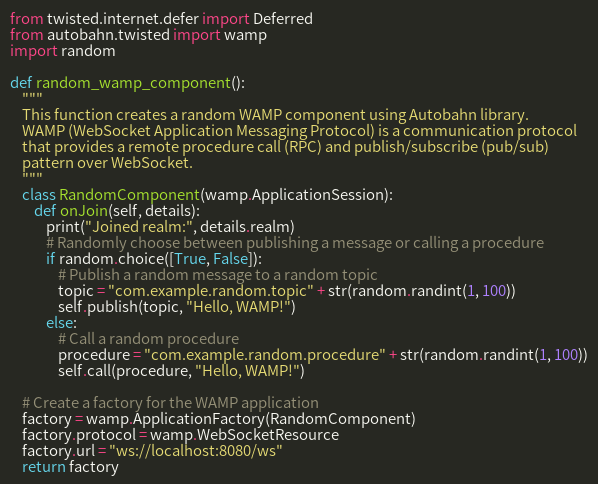 from twisted.internet.defer import Deferred
from autobahn.twisted import wamp
import random

def random_wamp_component():
    """
    This function creates a random WAMP component using Autobahn library.
    WAMP (WebSocket Application Messaging Protocol) is a communication protocol
    that provides a remote procedure call (RPC) and publish/subscribe (pub/sub)
    pattern over WebSocket.
    """
    class RandomComponent(wamp.ApplicationSession):
        def onJoin(self, details):
            print("Joined realm:", details.realm)
            # Randomly choose between publishing a message or calling a procedure
            if random.choice([True, False]):
                # Publish a random message to a random topic
                topic = "com.example.random.topic" + str(random.randint(1, 100))
                self.publish(topic, "Hello, WAMP!")
            else:
                # Call a random procedure
                procedure = "com.example.random.procedure" + str(random.randint(1, 100))
                self.call(procedure, "Hello, WAMP!")

    # Create a factory for the WAMP application
    factory = wamp.ApplicationFactory(RandomComponent)
    factory.protocol = wamp.WebSocketResource
    factory.url = "ws://localhost:8080/ws"
    return factory